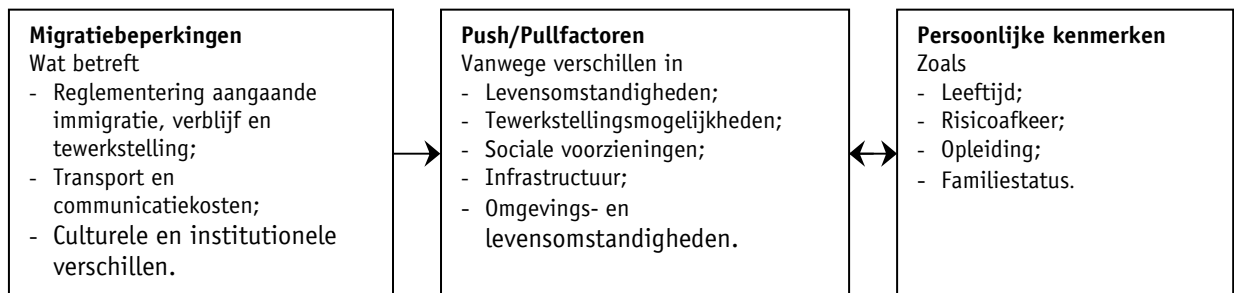 Migratiebeperkingen
Wat betreft
- Reglementering aangaande
immigratie, verblijf en
tewerkstelling;
- Transport en
communicatiekosten;
- Culturele en institutionele
verschillen.
Push/Pullfactoren
Vanwege verschillen in
- Levensomstandigheden;
- Tewerkstellingsmogelijkheden;
- Sociale voorzieningen;
- Infrastructuur;
- Omgevings- en
levensomstandigheden.
Persoonlijke kenmerken
Zoals
- Leeftijd;
- Risicoafkeer;
- Opleiding;
- Familiestatus.